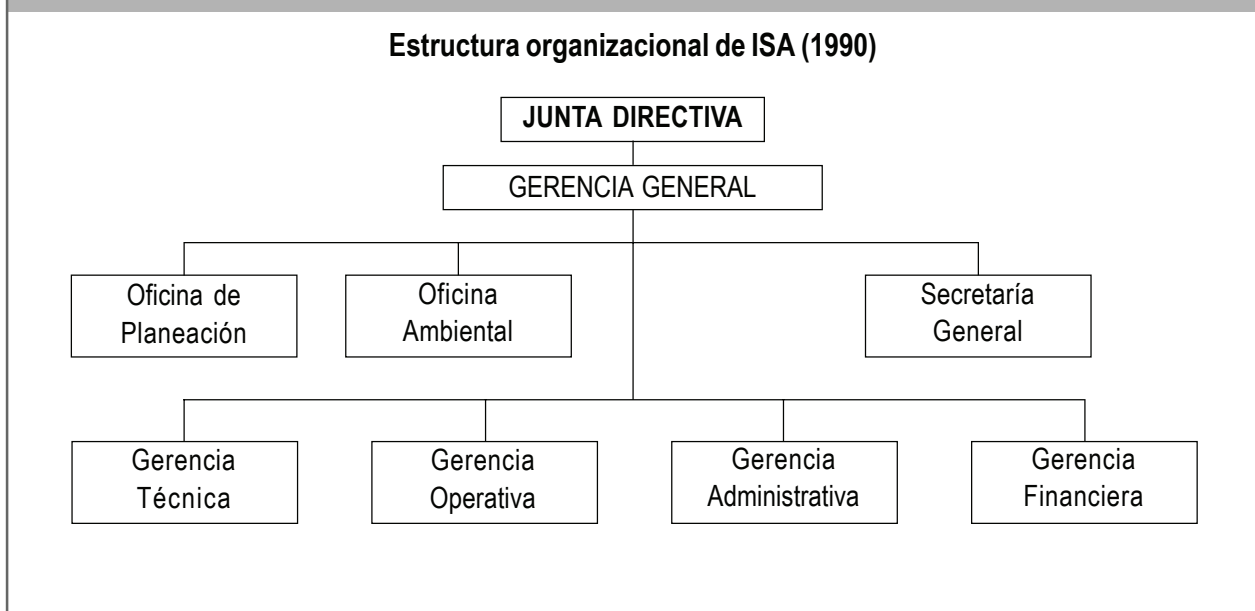 Estructura organizacional de ISA (1990)
JUNTA DIRECTIVA
GERENCIA GENERAL
Oficina de
Planeación
Oficina
Ambiental
Secretaría
General
Gerencia
Técnica
Gerencia
Operativa
Gerencia
Administrativa
Gerencia
Financiera